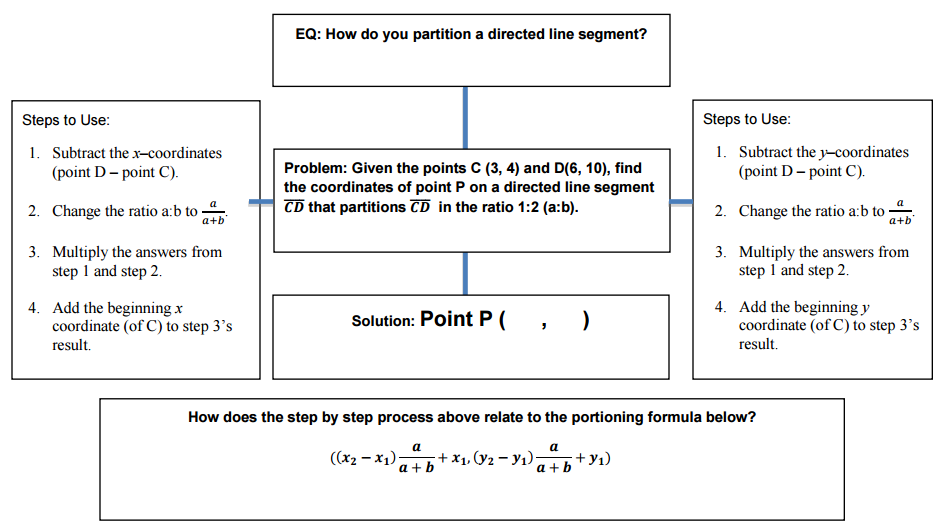 EQ: How do you partition a directed line segment?
Steps to Use:
1. Subtract the x–coordinates
(point D – point C).
2. Change the ratio a:b to a/(a+b).
3. Multiply the answers from
step 1 and step 2.
4. Add the beginning x
coordinate (of C) to step 3’s
result.
Problem: Given the points C (3, 4) and D(6, 10), find
the coordinates of point P on a directed line segment
C̅D̅ that partitions C̅D̅ in the ratio 1:2 (a:b).
Solution: Point P ( , )
Steps to Use:
1. Subtract the y–coordinates
(point D – point C).
2. Change the ratio a:b to a/(a+b).
3. Multiply the answers from
step 1 and step 2.
4. Add the beginning y
coordinate (of C) to step 3’s
result.
How does the step by step process above relate to the portioning formula below?
((x₂ − x₁) a/(a + b) + x₁, (y₂ − y₁) a/(a + b) + y₁)